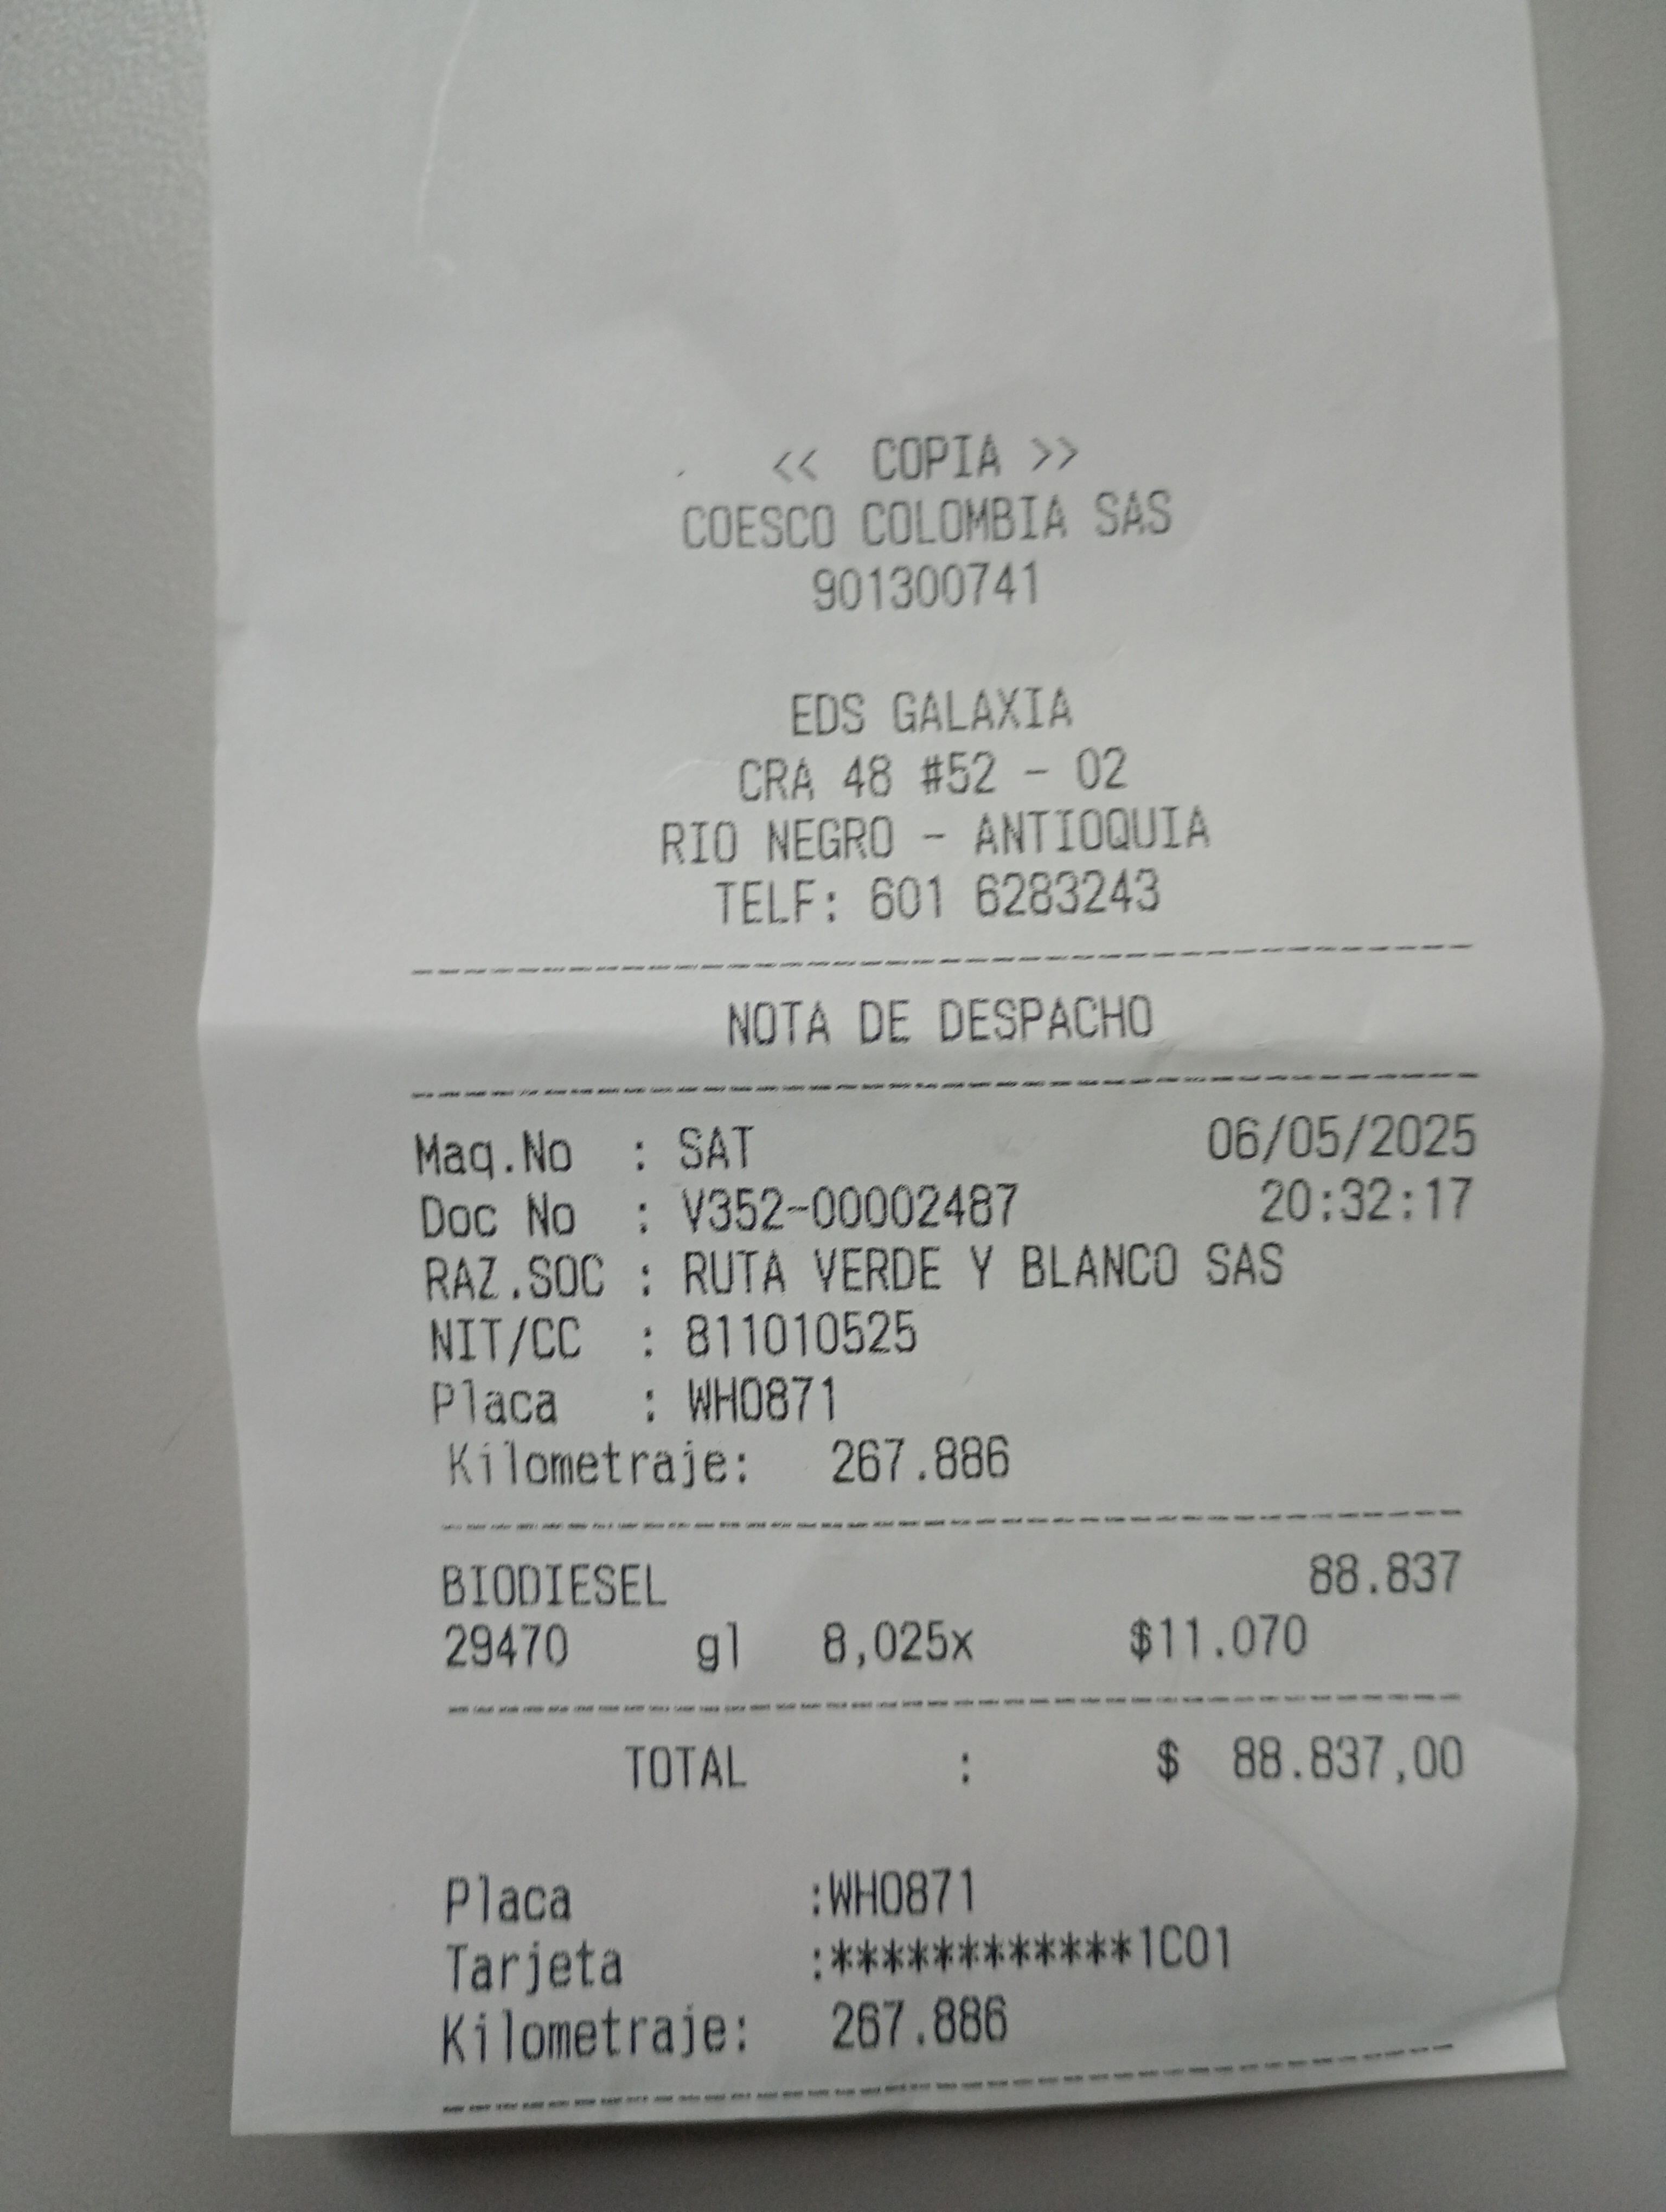 << COPIA >>
COESCO COLOMBIA SAS
901300741
EDS GALAXIA
CRA 48 #52 - 02
RIO NEGRO - ANTIOQUIA
TELF: 601 6283243
NOTA DE DESPACHO
Maq.No : SAT 06/05/2025
Doc No : V352-00002487 20:32:17
RAZ.SOC : RUTA VERDE Y BLANCO SAS
NIT/CC : 811010525
Placa : WHO871
Kilometraje: 267.886
BIODIESEL 88.837
29470 gl 8,025x $11.070
TOTAL : $ 88.837,00
Placa :WHO871
Tarjeta :************1C01
Kilometraje: 267.886